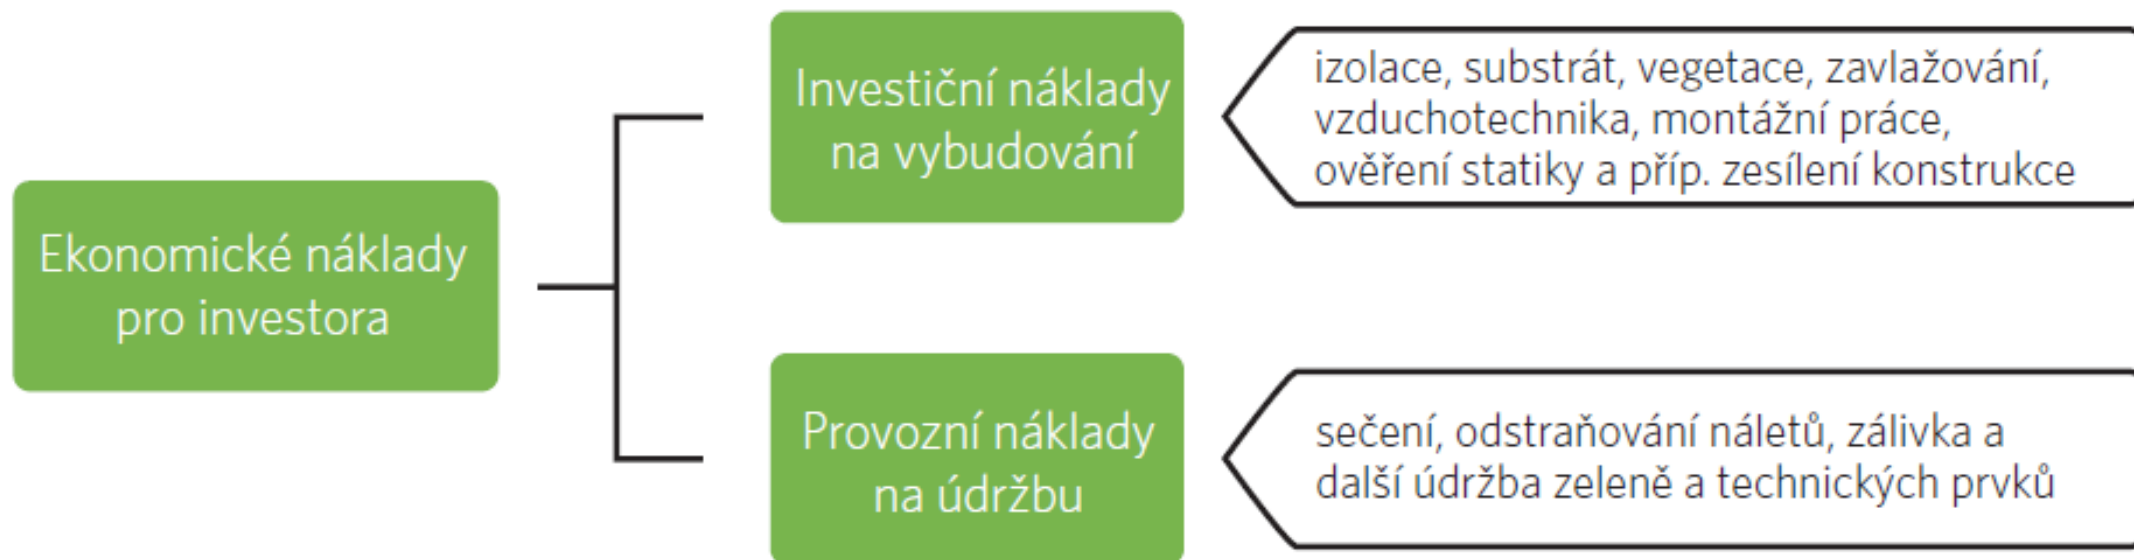 Ekonomické náklady
pro investora
Investiční náklady
na vybudování
izolace, substrát, vegetace, zavlažování,
vzduchotechnika, montážní práce,
ověření statiky a příp. zesílení konstrukce
Provozní náklady
na údržbu
sečení, odstraňování náletů, zálivka a
další údržba zeleně a technických prvků